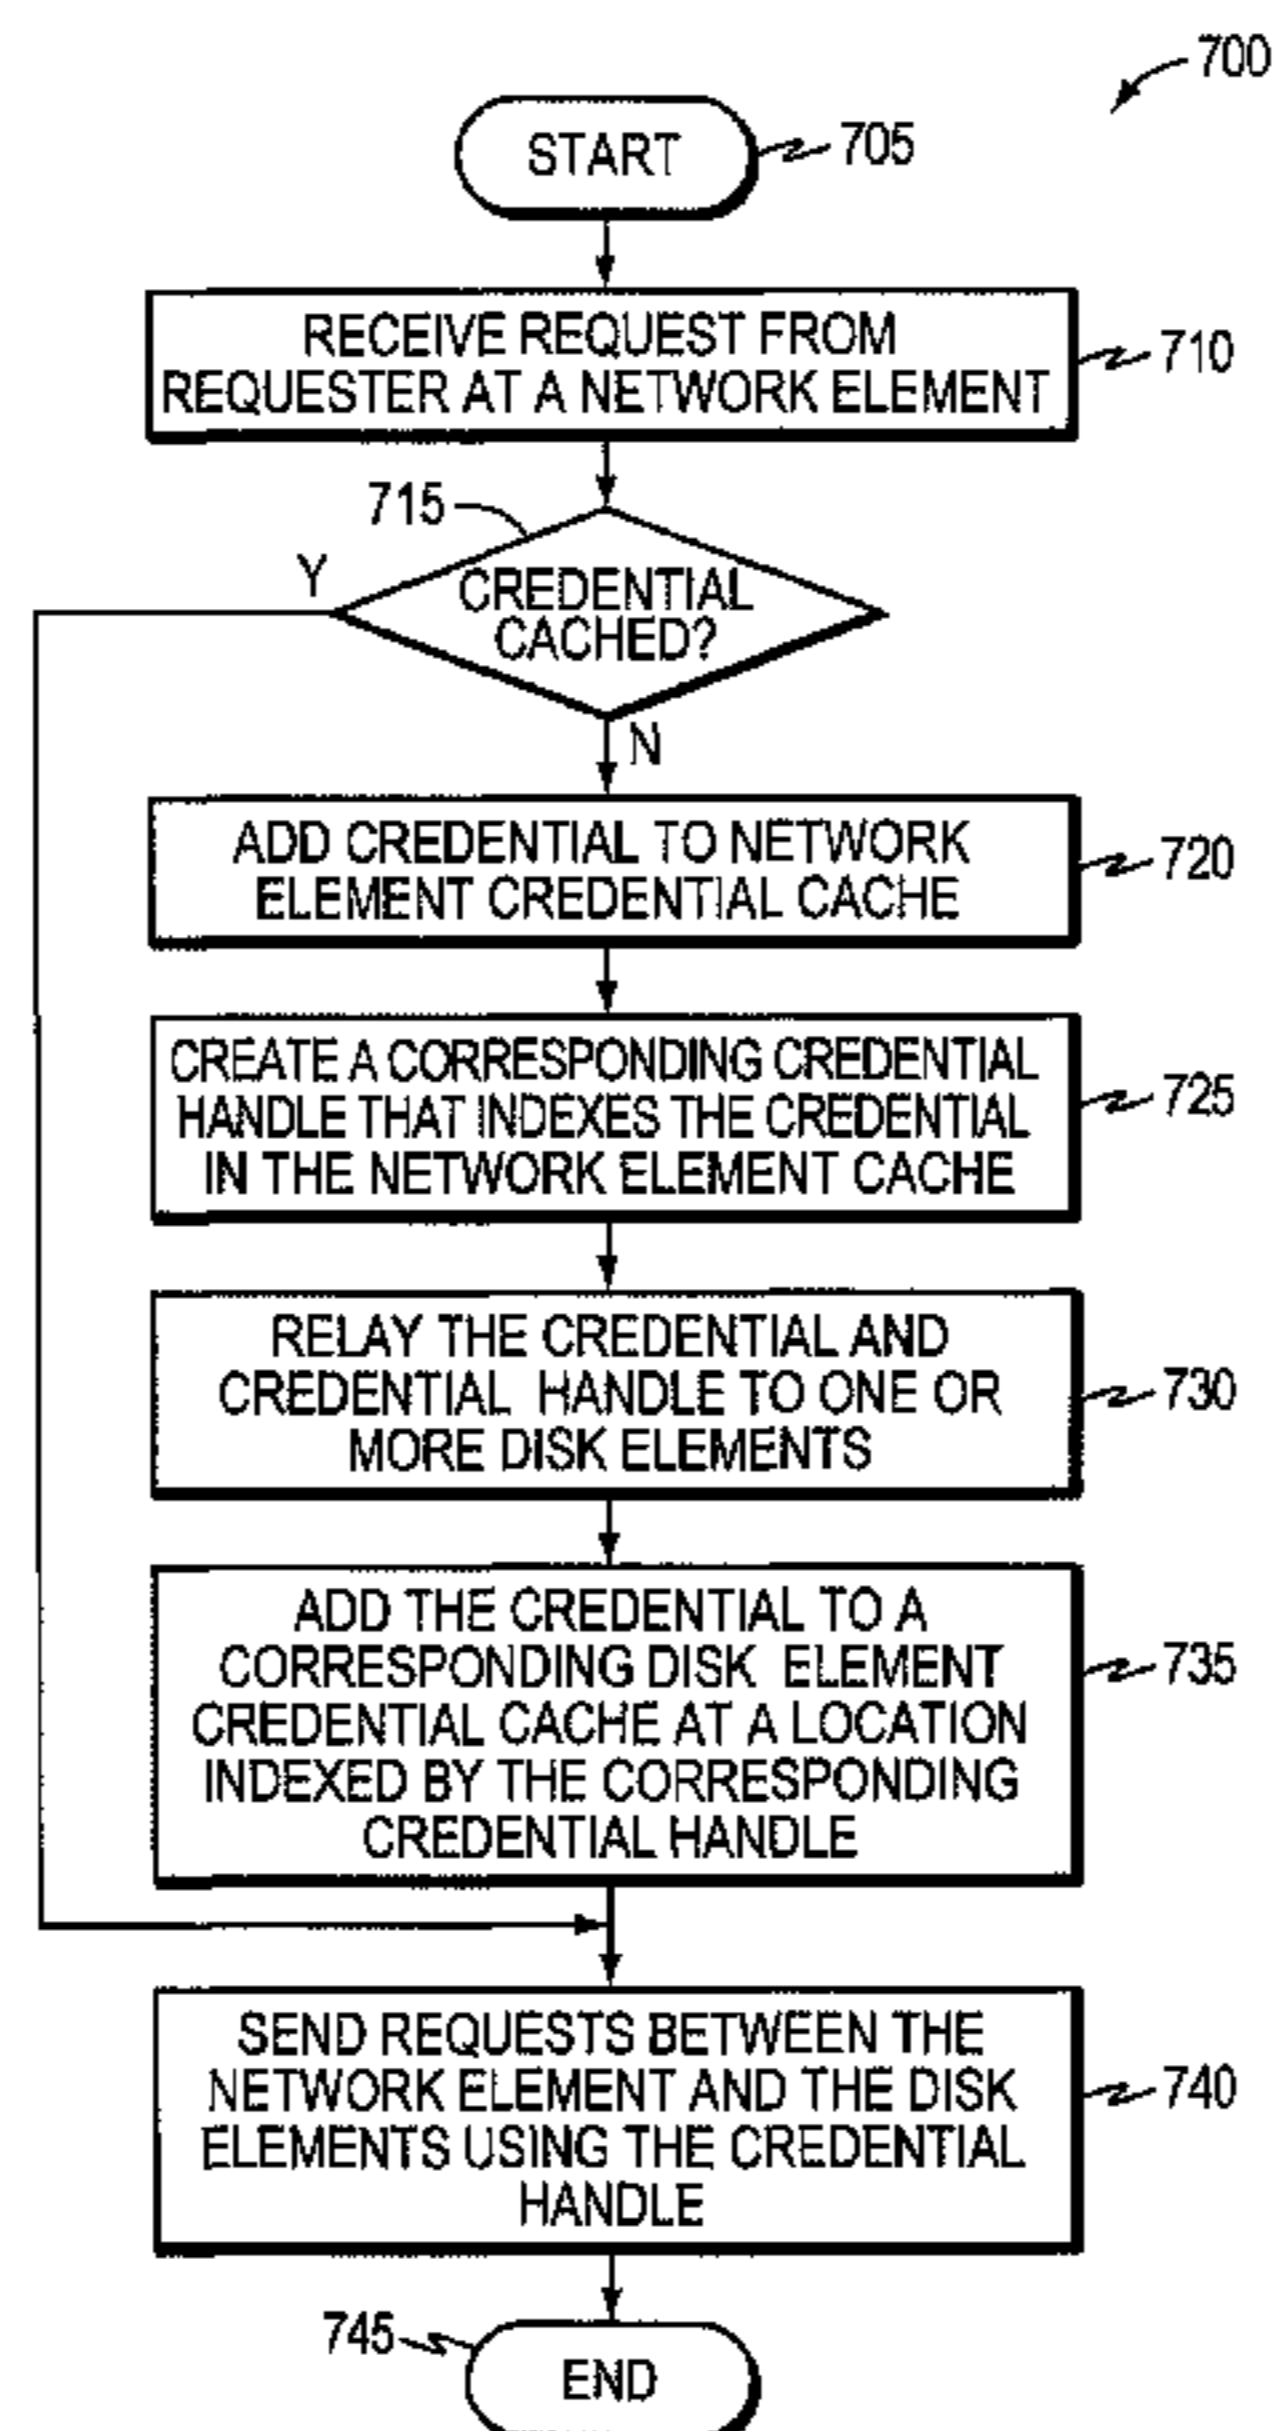 700
START
705
RECEIVE REQUEST FROM
REQUESTER AT A NETWORK ELEMENT
710
715
Y
CREDENTIAL
CACHED?
N
ADD CREDENTIAL TO NETWORK
ELEMENT CREDENTIAL CACHE
720
CREATE A CORRESPONDING CREDENTIAL
HANDLE THAT INDEXES THE CREDENTIAL
IN THE NETWORK ELEMENT CACHE
725
RELAY THE CREDENTIAL AND
CREDENTIAL HANDLE TO ONE OR
MORE DISK ELEMENTS
730
ADD THE CREDENTIAL TO A
CORRESPONDING DISK ELEMENT
CREDENTIAL CACHE AT A LOCATION
INDEXED BY THE CORRESPONDING
CREDENTIAL HANDLE
735
SEND REQUESTS BETWEEN THE
NETWORK ELEMENT AND THE DISK
ELEMENTS USING THE CREDENTIAL
HANDLE
740
745
END